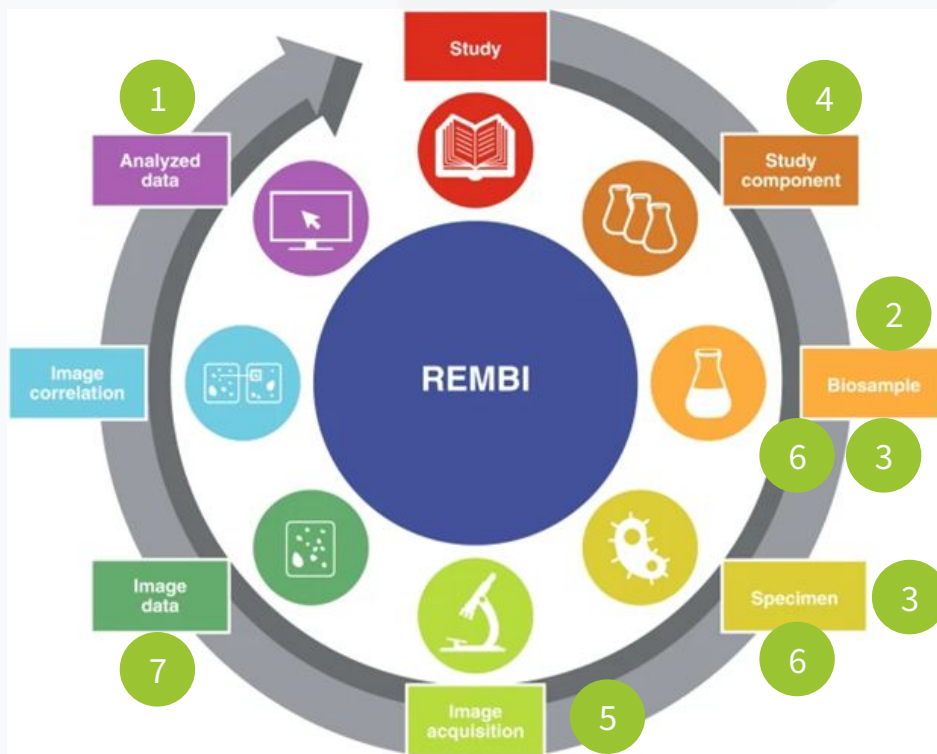 Study
1
4
Analyzed
data
Study
component
2
REMBI
Image
correlation
Biosample
6
3
Image
data
Specimen
3
7
6
Image
acquisition
5